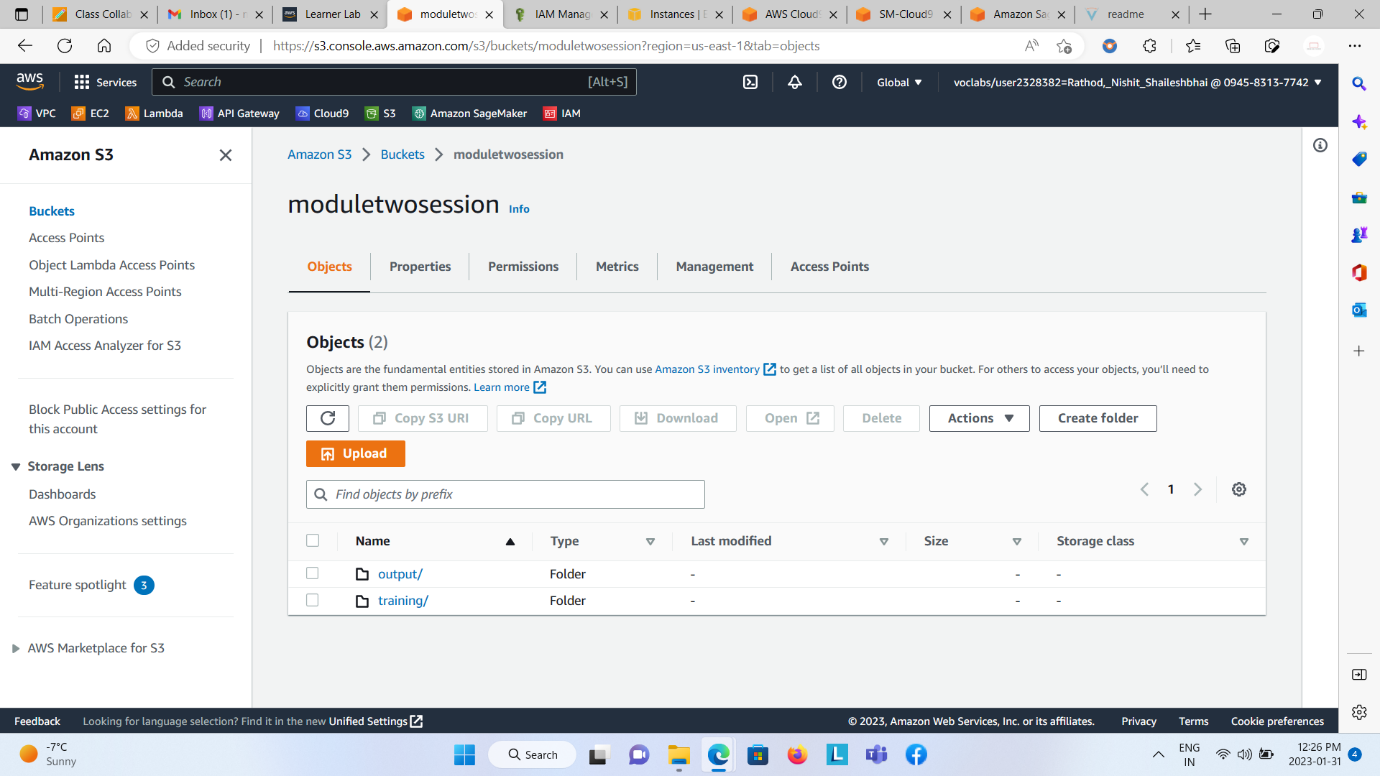 Class Collab
Inbox (1) - n
Learner Lab
moduletwos
IAM Manag
Instances | E
AWS Cloud
SM-Cloud9
Amazon Sa
readme
Added security
https://s3.console.aws.amazon.com/s3/buckets/moduletwosession?region=us-east-1&tab=objects
aws
Services
Search
[Alt+S]
Global
voclabs/user2328382=Rathod,_Nishit_Shaileshbhai @ 0945-8313-7742
VPC
EC2
Lambda
API Gateway
Cloud9
S3
Amazon SageMaker
IAM
Amazon S3
Buckets
Access Points
Object Lambda Access Points
Multi-Region Access Points
Batch Operations
IAM Access Analyzer for S3
Block Public Access settings for
this account
Storage Lens
Dashboards
AWS Organizations settings
Feature spotlight 3
AWS Marketplace for S3
Amazon S3 > Buckets > moduletwosession
moduletwosession Info
Objects
Properties
Permissions
Metrics
Management
Access Points
Objects (2)
Objects are the fundamental entities stored in Amazon S3. You can use Amazon S3 inventory to get a list of all objects in your bucket. For others to access your objects, you'll need to
explicitly grant them permissions. Learn more
Copy S3 URI
Copy URL
Download
Open
Delete
Actions
Create folder
Upload
Find objects by prefix
1
Name Type Last modified Size Storage class
output/ Folder - - -
training/ Folder - - -
Feedback
Looking for language selection? Find it in the new Unified Settings
© 2023, Amazon Web Services, Inc. or its affiliates.
Privacy
Terms
Cookie preferences
-7°C
Sunny
Search
ENG
IN
12:26 PM
2023-01-31
4